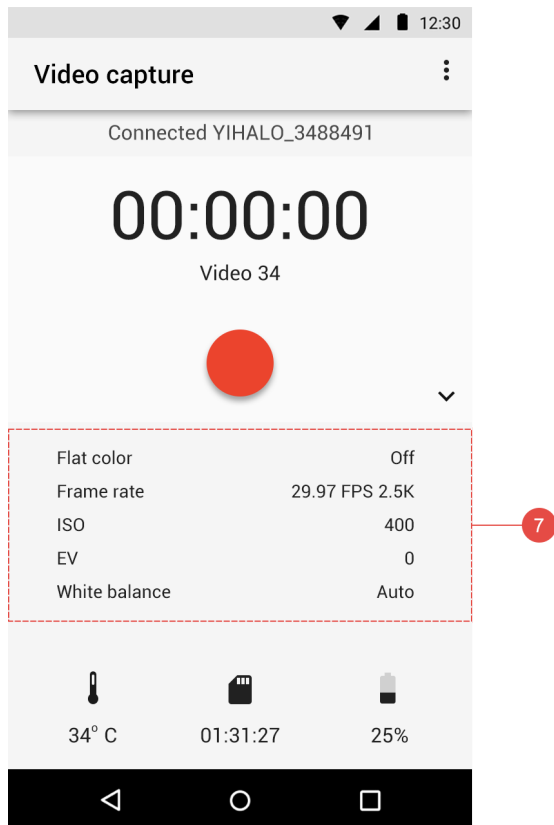 12:30
Video capture
Connected YIHALO_3488491
00:00:00
Video 34
Flat color Off
Frame rate 29.97 FPS 2.5K
ISO 400
EV 0
White balance Auto
7
34° C 01:31:27 25%